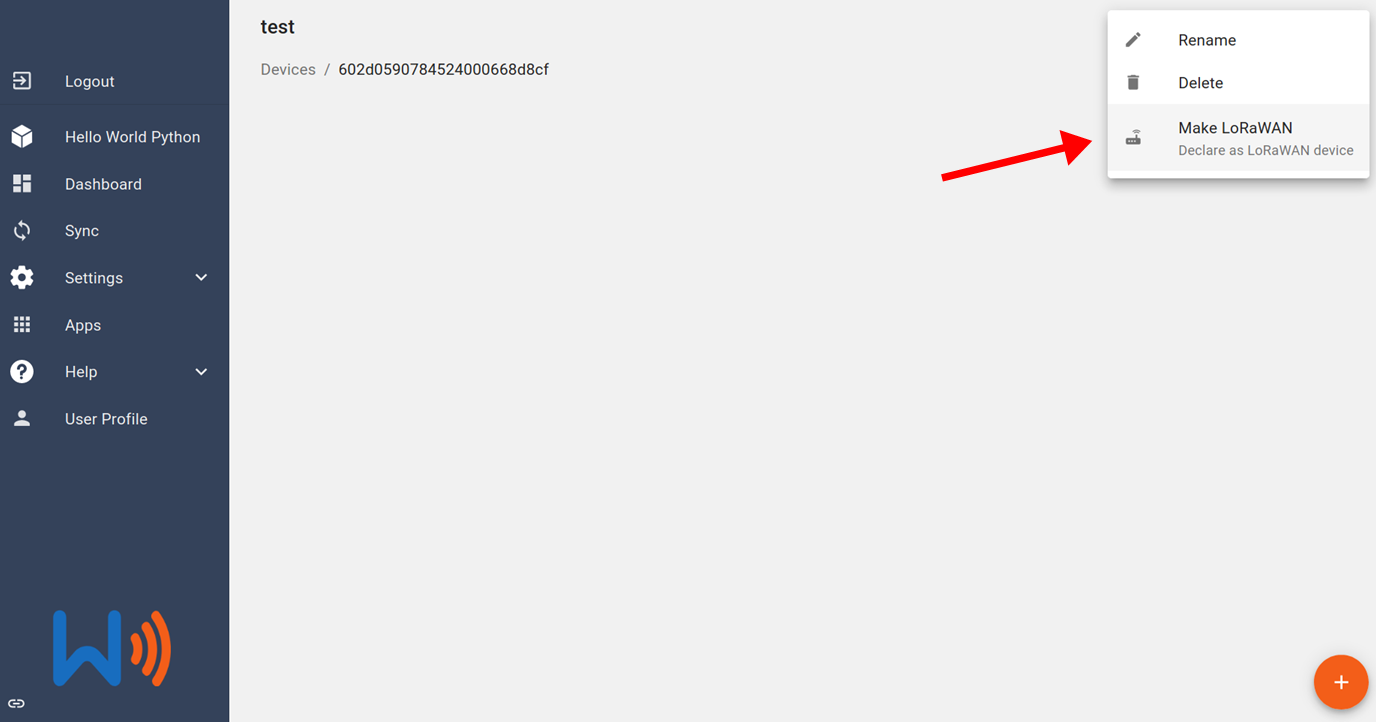 Logout
Hello World Python
Dashboard
Sync
Settings
Apps
Help
User Profile
test
Devices / 602d0590784524000668d8cf
Rename
Delete
Make LoRaWAN
Declare as LoRaWAN device